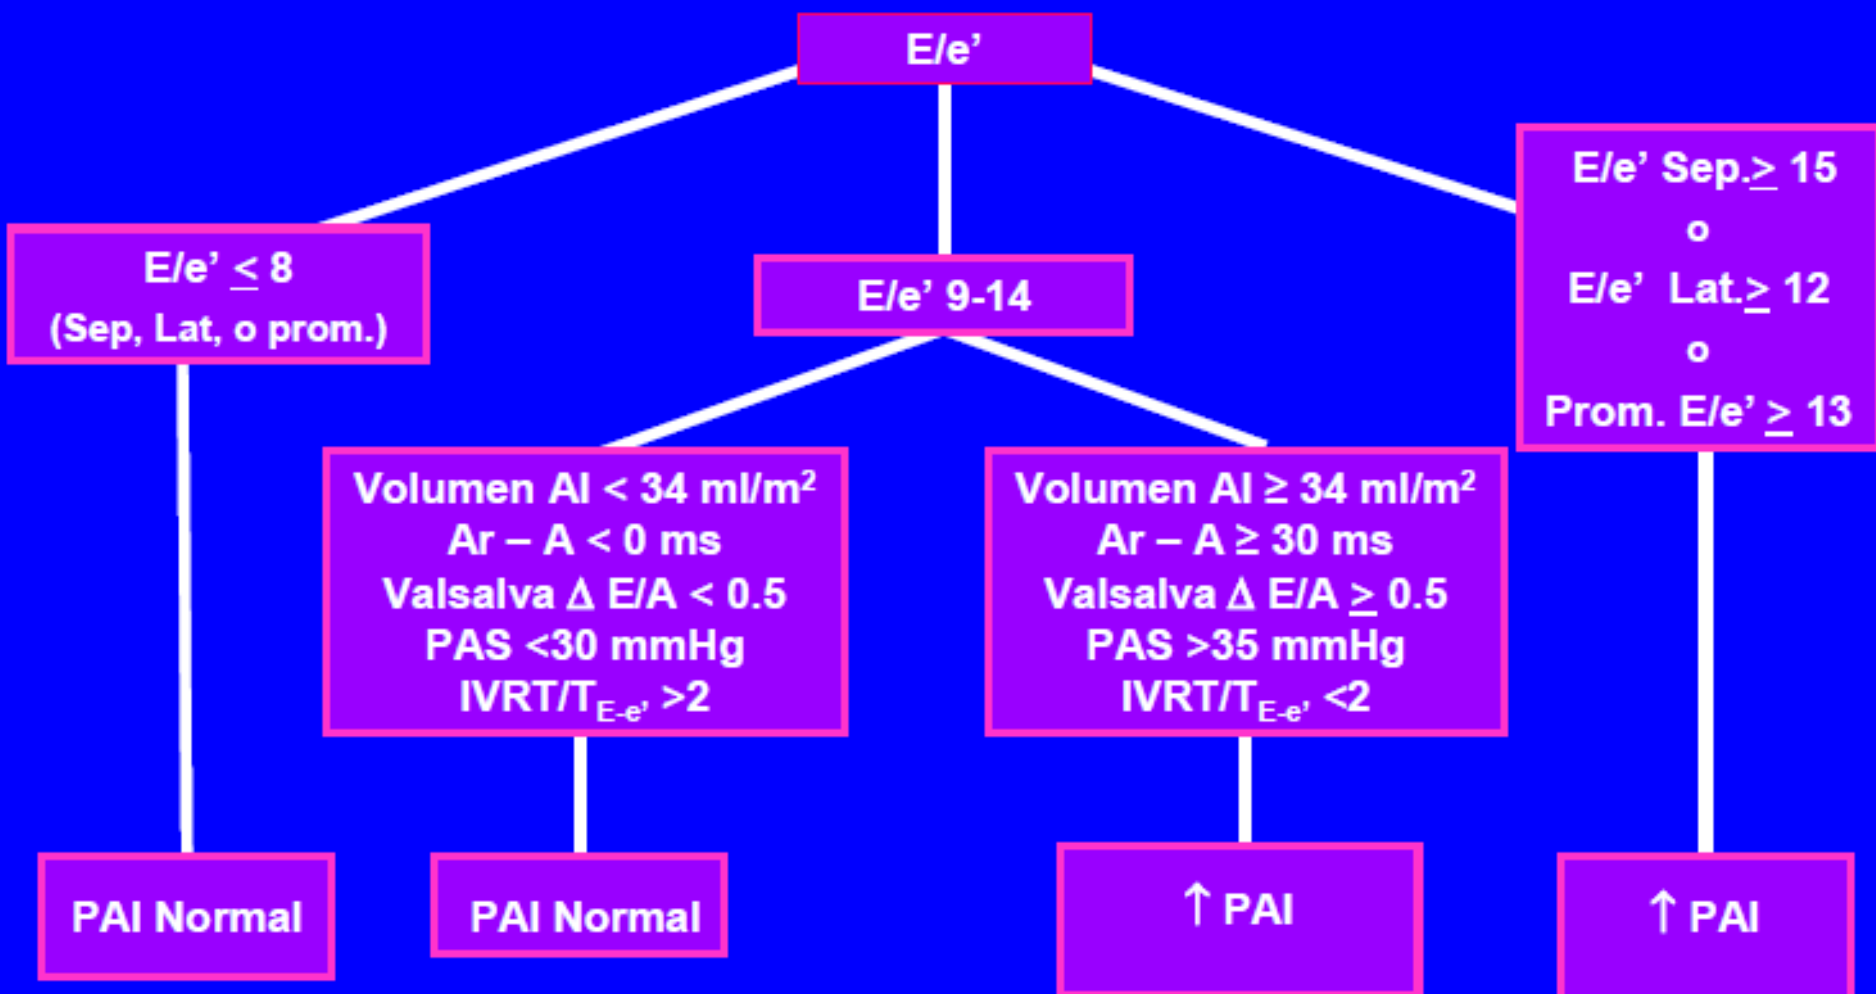 E/e’
E/e’ ≤ 8
(Sep, Lat, o prom.)
E/e’ 9-14
E/e’ Sep.≥ 15
o
E/e’ Lat.≥ 12
o
Prom. E/e’ ≥ 13
Volumen AI < 34 ml/m²
Ar – A < 0 ms
Valsalva Δ E/A < 0.5
PAS <30 mmHg
IVRT/T_E-e’ >2
Volumen AI ≥ 34 ml/m²
Ar – A ≥ 30 ms
Valsalva Δ E/A ≥ 0.5
PAS >35 mmHg
IVRT/T_E-e’ <2
PAI Normal
PAI Normal
↑ PAI
↑ PAI